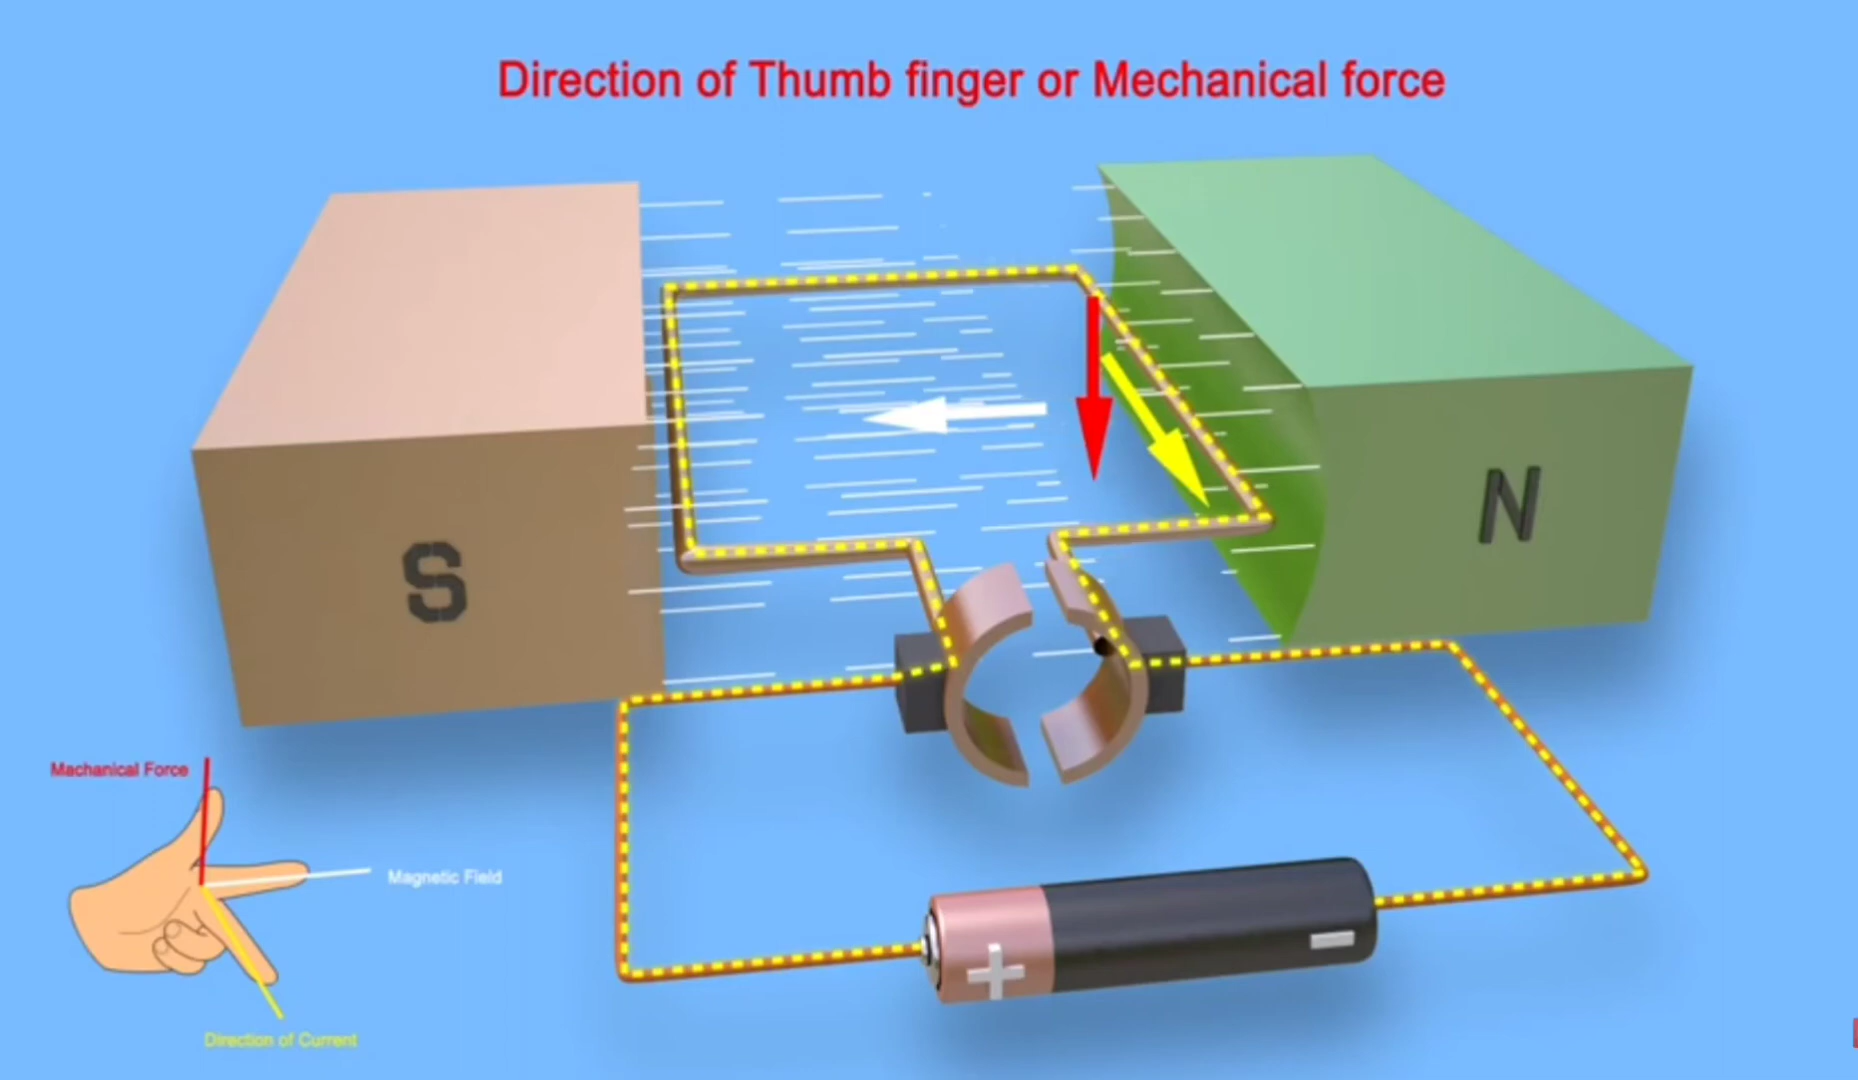 Direction of Thumb finger or Mechanical force
S
N
Machanical Force
Magnetic Field
Direction of Current
+
-